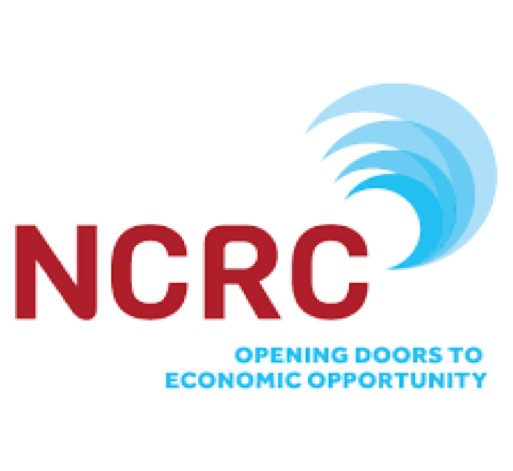 NCRC
OPENING DOORS TO
ECONOMIC OPPORTUNITY